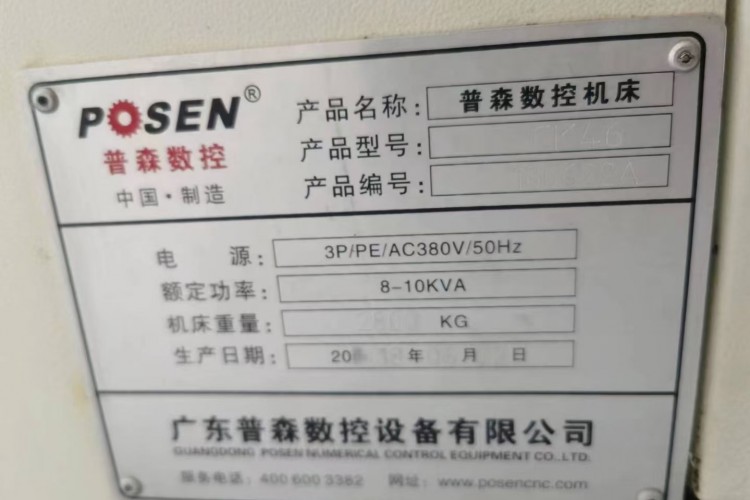 POSEN®
普森数控
中国·制造
产品名称: 普森数控机床
产品型号:
产品编号:
电 源: 3P/PE/AC380V/50Hz
额定功率: 8-10KVA
机床重量: KG
生产日期: 20 年 月 日
广东普森数控设备有限公司
GUANGDONG POSEN NUMERICAL CONTROL EQUIPMENT CO.,LTD.
服务电话: 400 600 3382 网址: www.posencnc.com